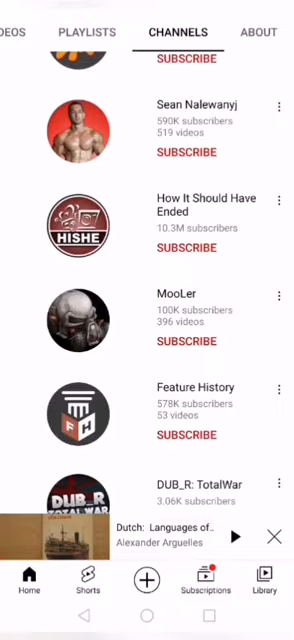 DEOS PLAYLISTS CHANNELS ABOUT
SUBSCRIBE
Sean Nalewanyj
590K subscribers
519 videos
SUBSCRIBE
How It Should Have
Ended
10.3M subscribers
SUBSCRIBE
HISHE
MooLer
100K subscribers
396 videos
SUBSCRIBE
Feature History
578K subscribers
53 videos
SUBSCRIBE
F H
DUB_R: TotalWar
3.06K subscribers
DUB_R
TOTAL WAR
Dutch: Languages of..
Alexander Arguelles
Home Shorts Subscriptions Library